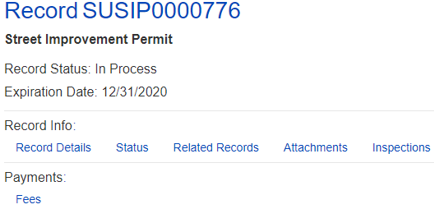 Record SUSIP0000776
Street Improvement Permit
Record Status: In Process
Expiration Date: 12/31/2020
Record Info:
Record Details Status Related Records Attachments Inspections
Payments:
Fees